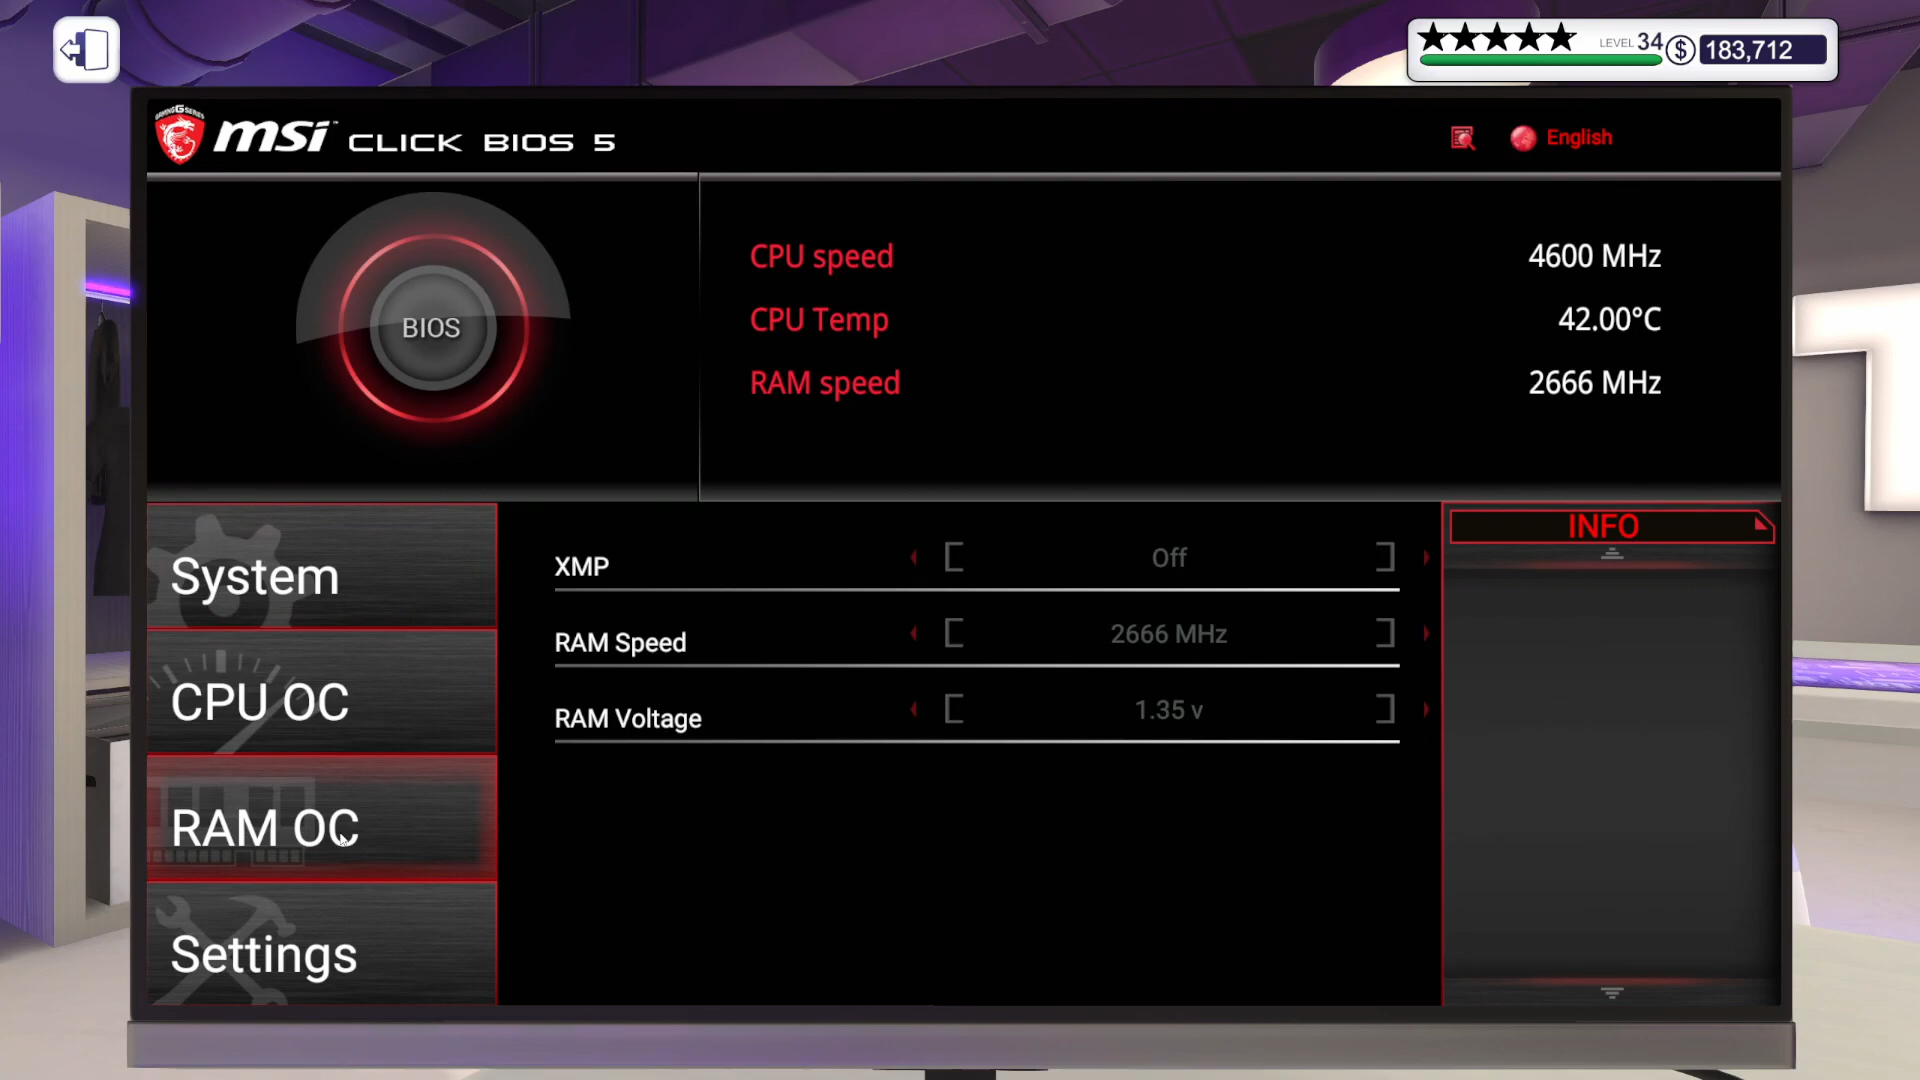 LEVEL 34
$ 183,712
GAMING G SERIES
msi CLICK BIOS 5
English
BIOS
CPU speed 4600 MHz
CPU Temp 42.00°C
RAM speed 2666 MHz
System
CPU OC
RAM OC
Settings
XMP Off
RAM Speed 2666 MHz
RAM Voltage 1.35 v
INFO
T